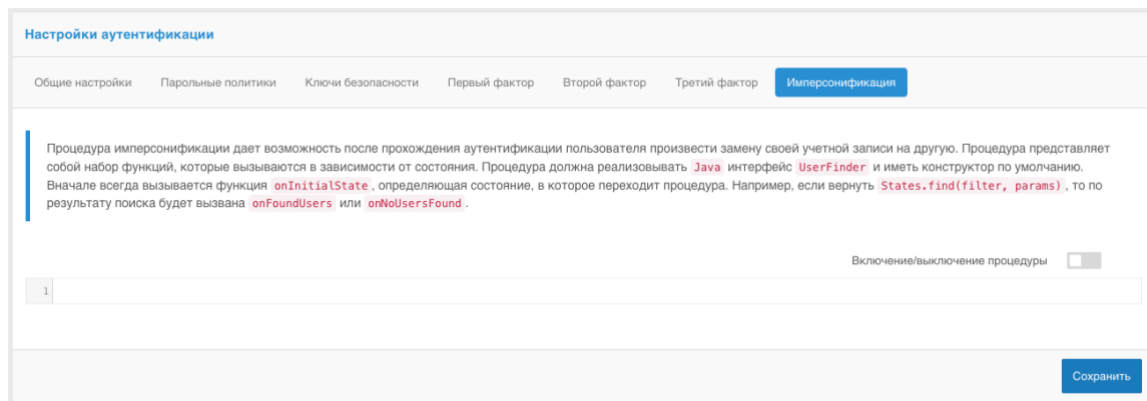 Настройки аутентификации
Общие настройки Парольные политики Ключи безопасности Первый фактор Второй фактор Третий фактор Имперсонификация
Процедура имперсонификации дает возможность после прохождения аутентификации пользователя произвести замену своей учетной записи на другую. Процедура представляет
собой набор функций, которые вызываются в зависимости от состояния. Процедура должна реализовывать Java интерфейс UserFinder и иметь конструктор по умолчанию.
Вначале всегда вызывается функция onInitialState, определяющая состояние, в которое переходит процедура. Например, если вернуть States.find(filter, params), то по
результату поиска будет вызвана onFoundUsers или onNoUsersFound.
Включение/выключение процедуры
1
Сохранить